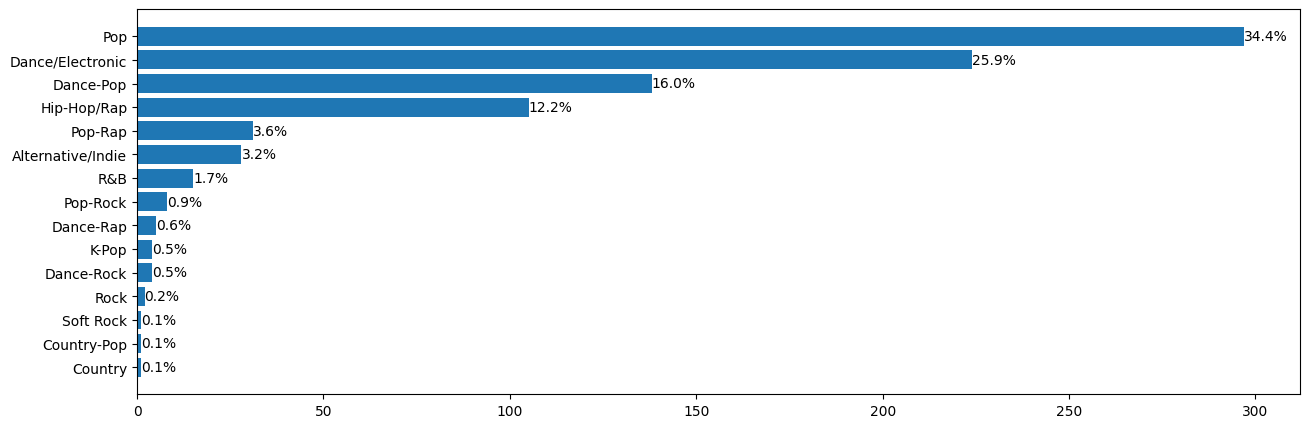 Pop 34.4%
Dance/Electronic 25.9%
Dance-Pop 16.0%
Hip-Hop/Rap 12.2%
Pop-Rap 3.6%
Alternative/Indie 3.2%
R&B 1.7%
Pop-Rock 0.9%
Dance-Rap 0.6%
K-Pop 0.5%
Dance-Rock 0.5%
Rock 0.2%
Soft Rock 0.1%
Country-Pop 0.1%
Country 0.1%
0 50 100 150 200 250 300